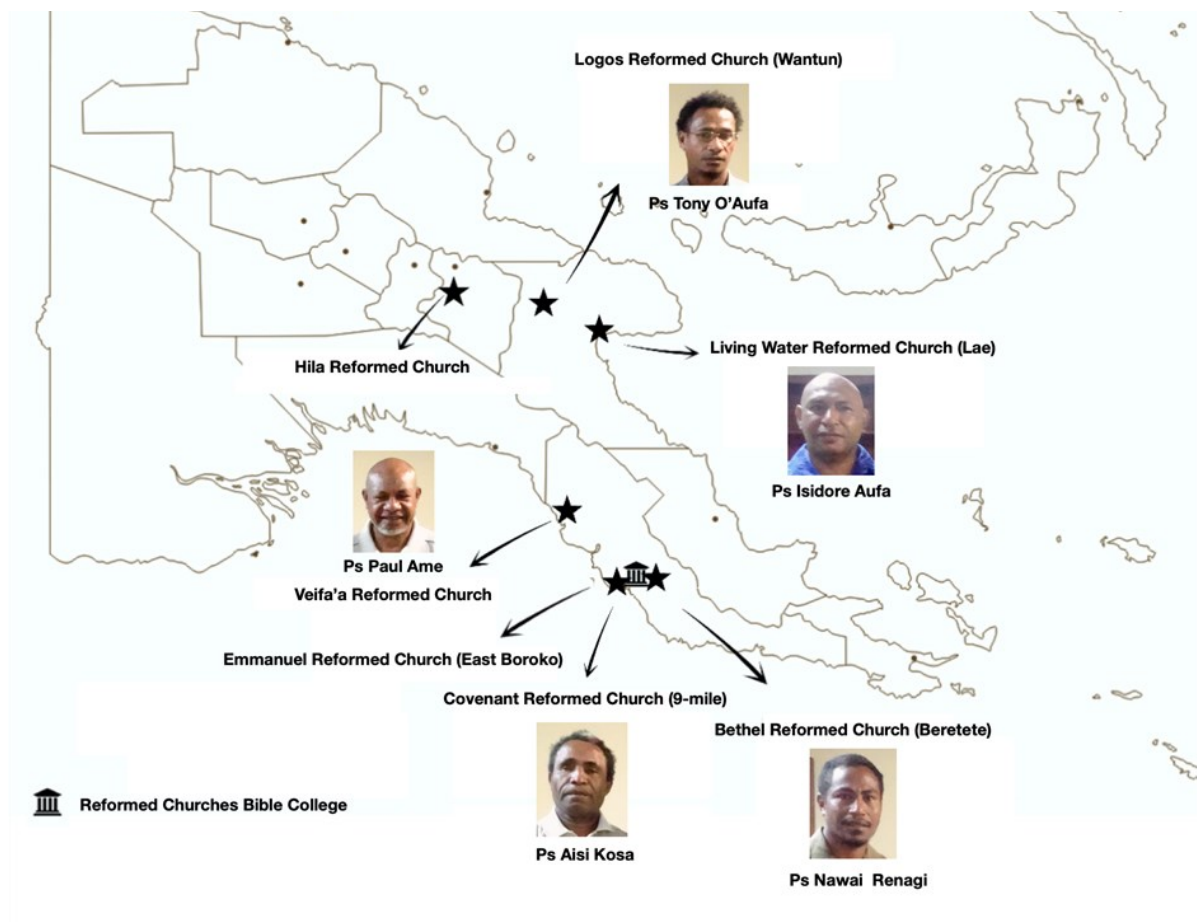 Logos Reformed Church (Wantun)
Ps Tony O'Aufa
Living Water Reformed Church (Lae)
Hila Reformed Church
Ps Isidore Aufa
Ps Paul Ame
Veifa'a Reformed Church
Emmanuel Reformed Church (East Boroko)
Covenant Reformed Church (9-mile)
Bethel Reformed Church (Beretete)
Reformed Churches Bible College
Ps Aisi Kosa
Ps Nawai Renagi